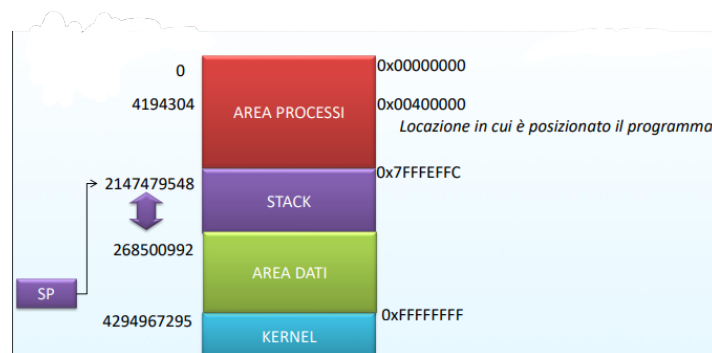 0
0x00000000
4194304
AREA PROCESSI
0x00400000
Locazione in cui è posizionato il programma
0x7FFFEFFC
2147479548
STACK
268500992
AREA DATI
SP
4294967295
0xFFFFFFFF
KERNEL